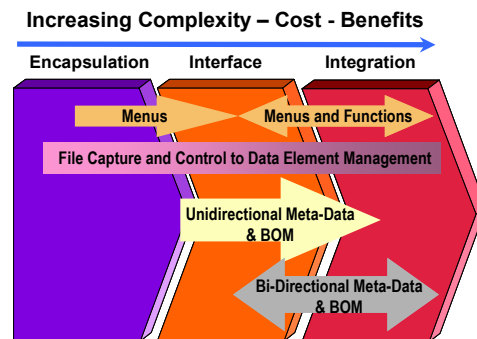 Increasing Complexity – Cost - Benefits
Encapsulation Interface Integration
Menus Menus and Functions
File Capture and Control to Data Element Management
Unidirectional Meta-Data
& BOM
Bi-Directional Meta-Data
& BOM